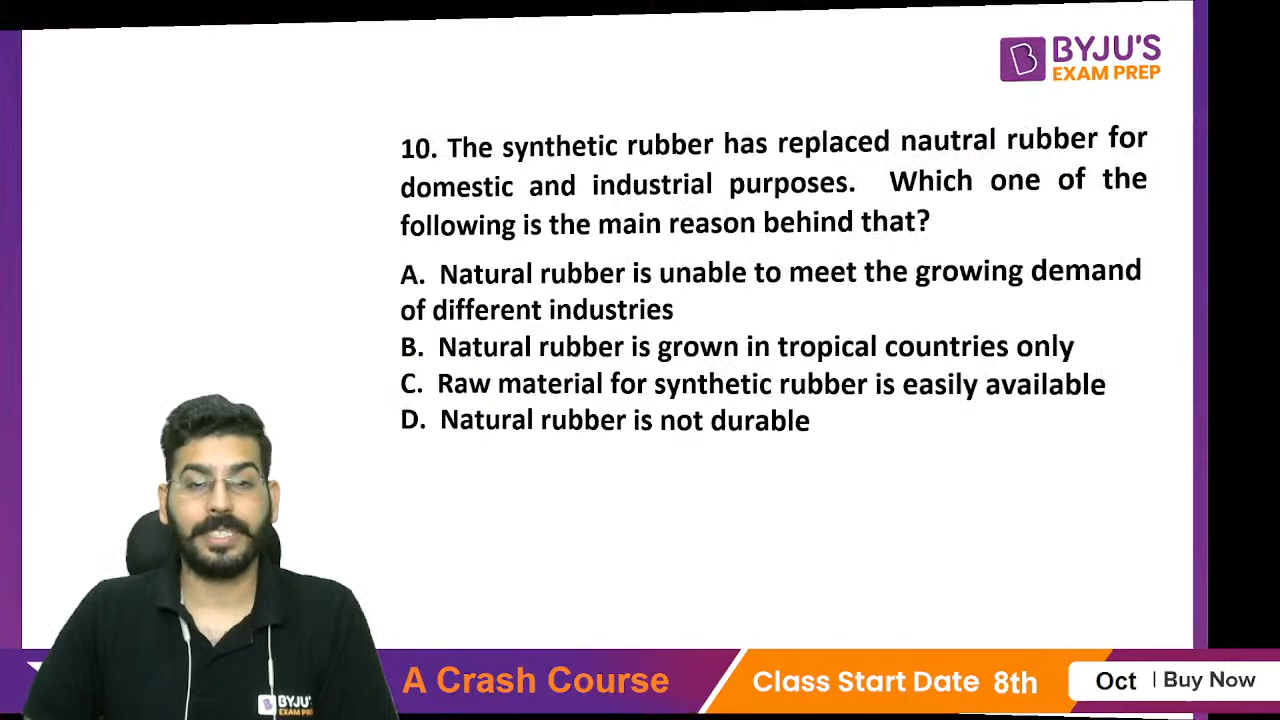 BYJU'S
EXAM PREP
10. The synthetic rubber has replaced nautral rubber for
domestic and industrial purposes. Which one of the
following is the main reason behind that?
A. Natural rubber is unable to meet the growing demand
of different industries
B. Natural rubber is grown in tropical countries only
C. Raw material for synthetic rubber is easily available
D. Natural rubber is not durable
BYJU'S
EXAM PREP
A Crash Course
Class Start Date 8th
Oct | Buy Now